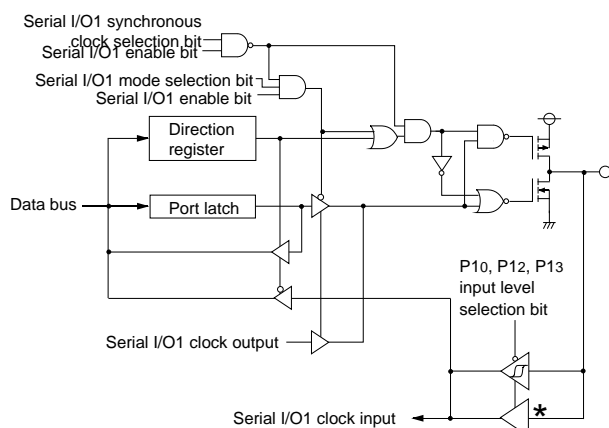 Serial I/O1 synchronous
clock selection bit
Serial I/O1 enable bit
Serial I/O1 mode selection bit
Serial I/O1 enable bit
Direction
register
Data bus
Port latch
P10, P12, P13
input level
selection bit
Serial I/O1 clock output
*
Serial I/O1 clock input